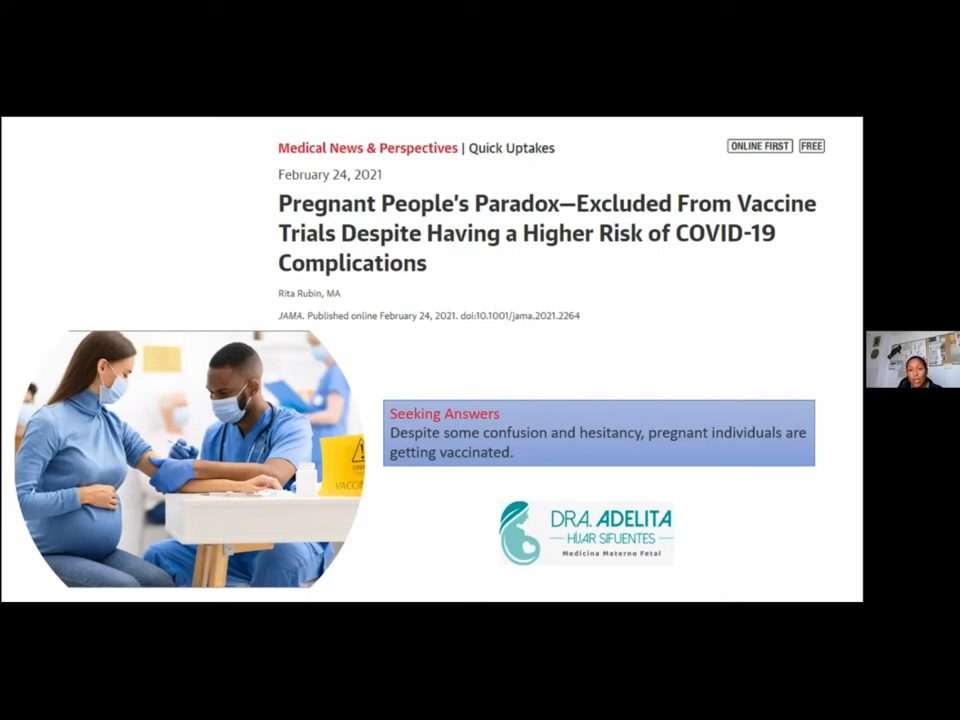 Medical News & Perspectives | Quick Uptakes
ONLINE FIRST FREE
February 24, 2021
Pregnant People's Paradox—Excluded From Vaccine
Trials Despite Having a Higher Risk of COVID-19
Complications
Rita Rubin, MA
JAMA. Published online February 24, 2021. doi:10.1001/jama.2021.2264
Seeking Answers
Despite some confusion and hesitancy, pregnant individuals are
getting vaccinated.
DRA. ADELITA
HÍJAR SIFUENTES
Medicina Materno Fetal